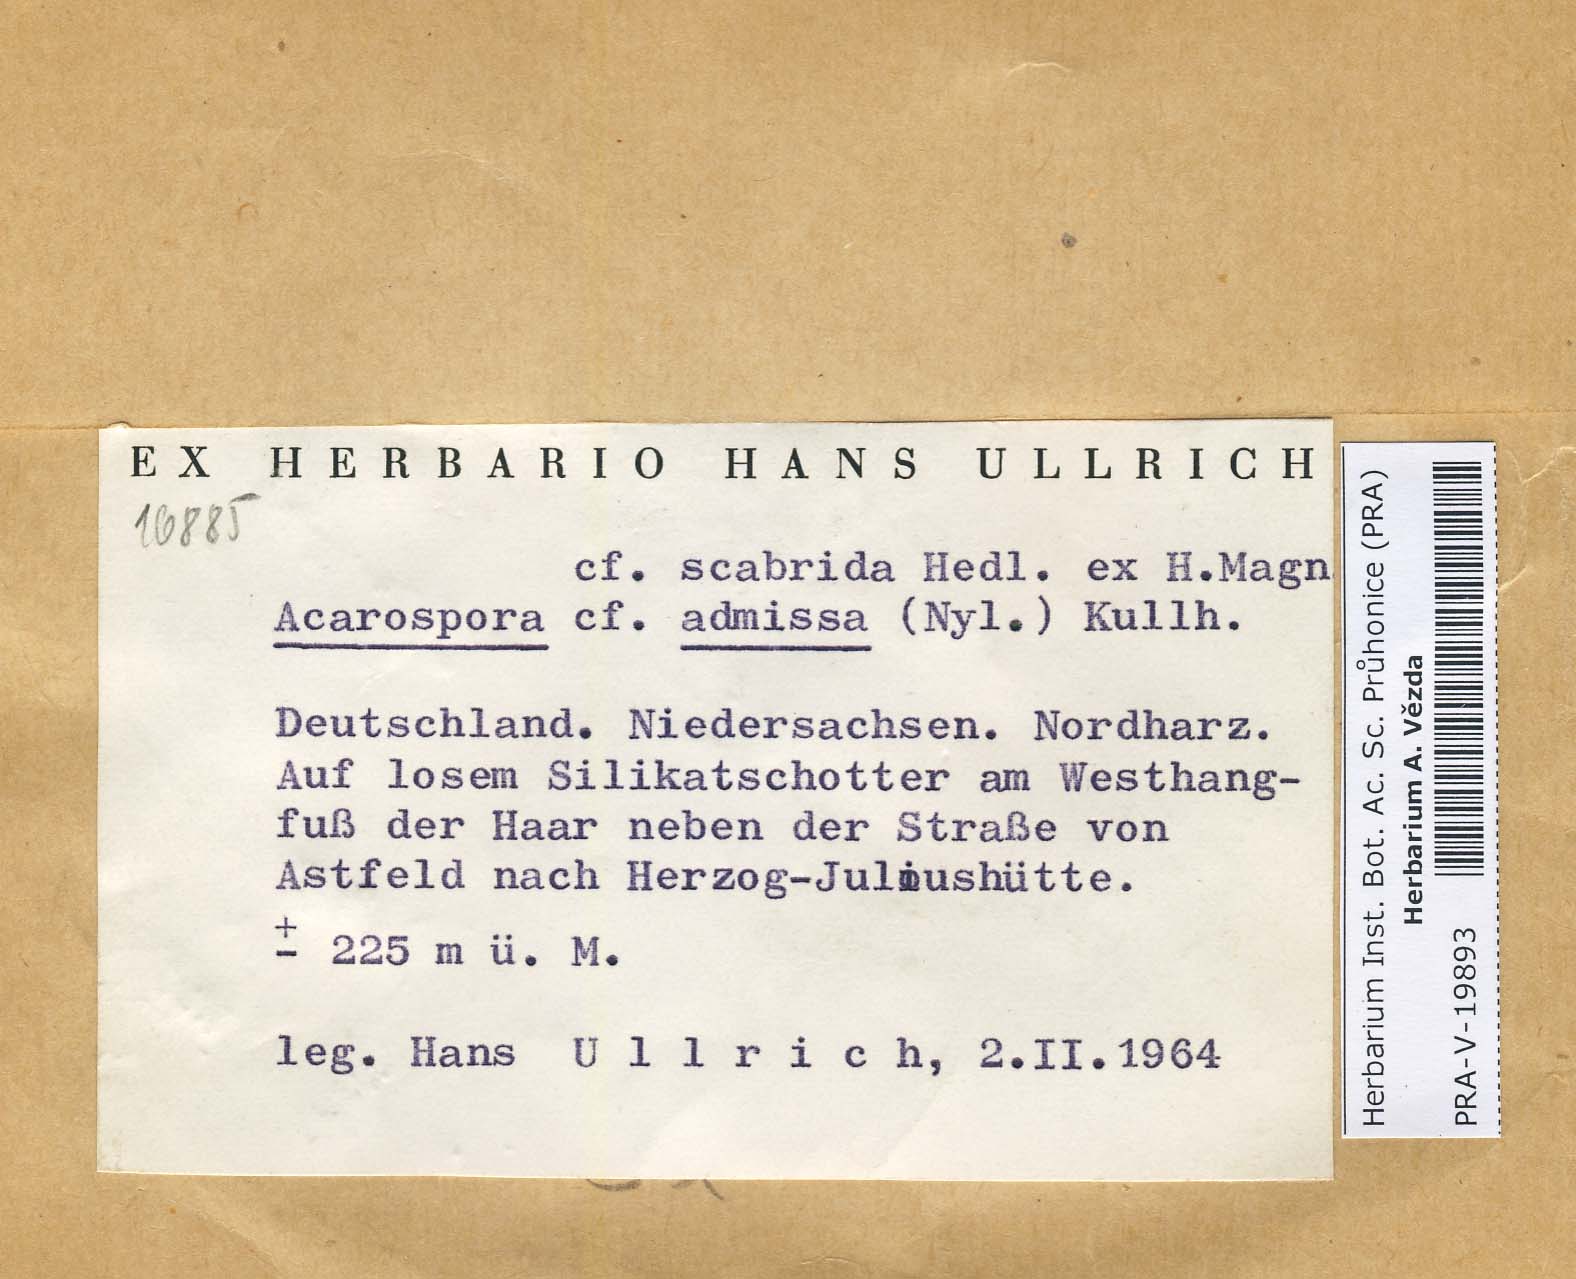 EX HERBARIO HANS ULLRICH
10885
cf. scabrida Hedl. ex H.Magn.
Acarospora cf. admissa (Nyl.) Kullh.
Deutschland. Niedersachsen. Nordharz.
Auf losem Silikatschotter am Westhang-
fuß der Haar neben der Straße von
Astfeld nach Herzog-Juliushütte.
± 225 m ü. M.
leg. Hans U l l r i c h, 2.II.1964
Herbarium Inst. Bot. Ac. Sc. Průhonice (PRA)
Herbarium A. Vězda
PRA-V-19893